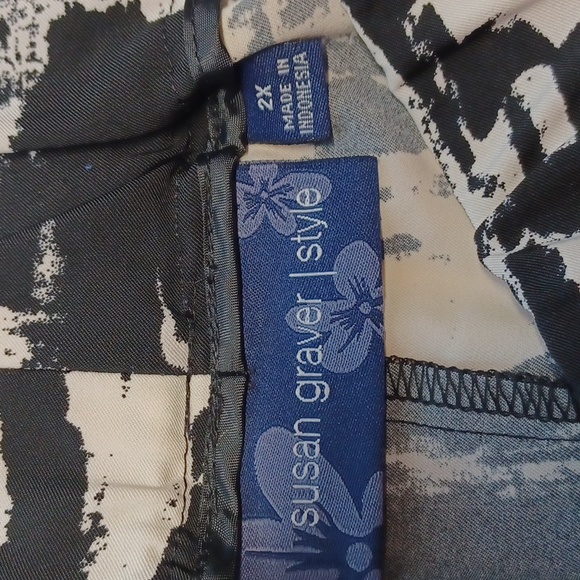 2X
MADE IN
INDONESIA
susan graver | style